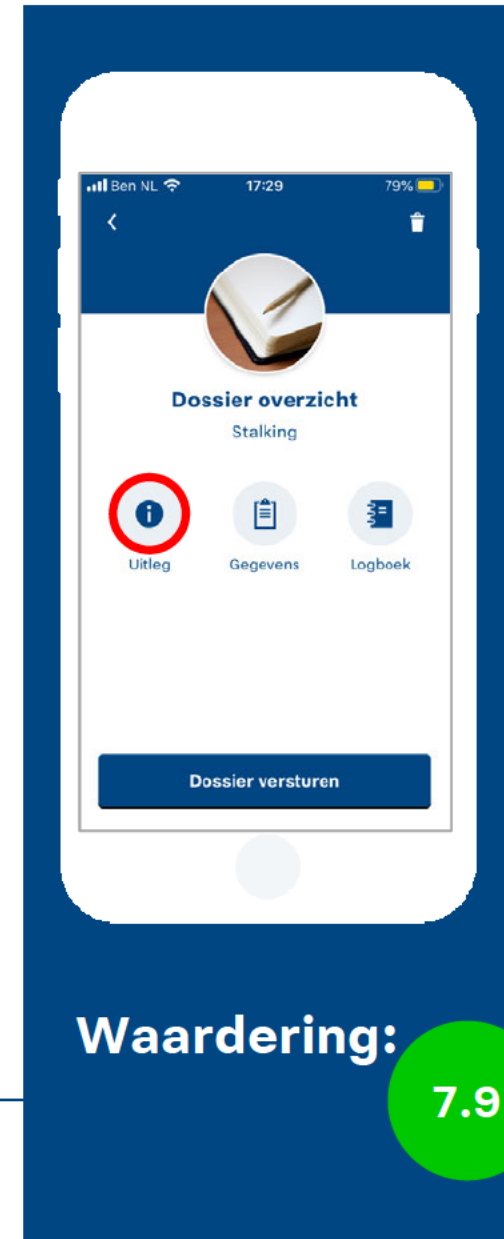 Ben NL 17:29 79%
Dossier overzicht
Stalking
Uitleg Gegevens Logboek
Dossier versturen
Waardering:
7.9